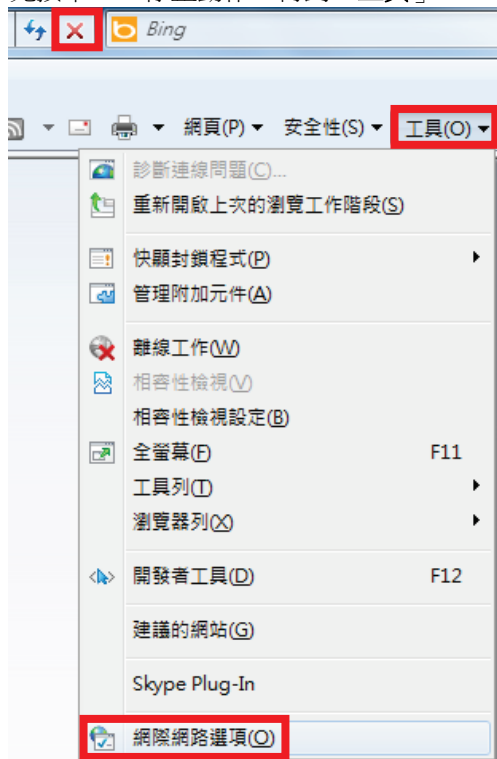 工具」
Bing
網頁(P) 安全性(S) 工具(O)
診斷連線問題(C)...
重新開啟上次的瀏覽工作階段(S)
快顯封鎖程式(P)
管理附加元件(A)
離線工作(W)
相容性檢視(V)
相容性檢視設定(B)
全螢幕(F) F11
工具列(T)
瀏覽器列(X)
開發者工具(D) F12
建議的網站(G)
Skype Plug-In
網際網路選項(O)